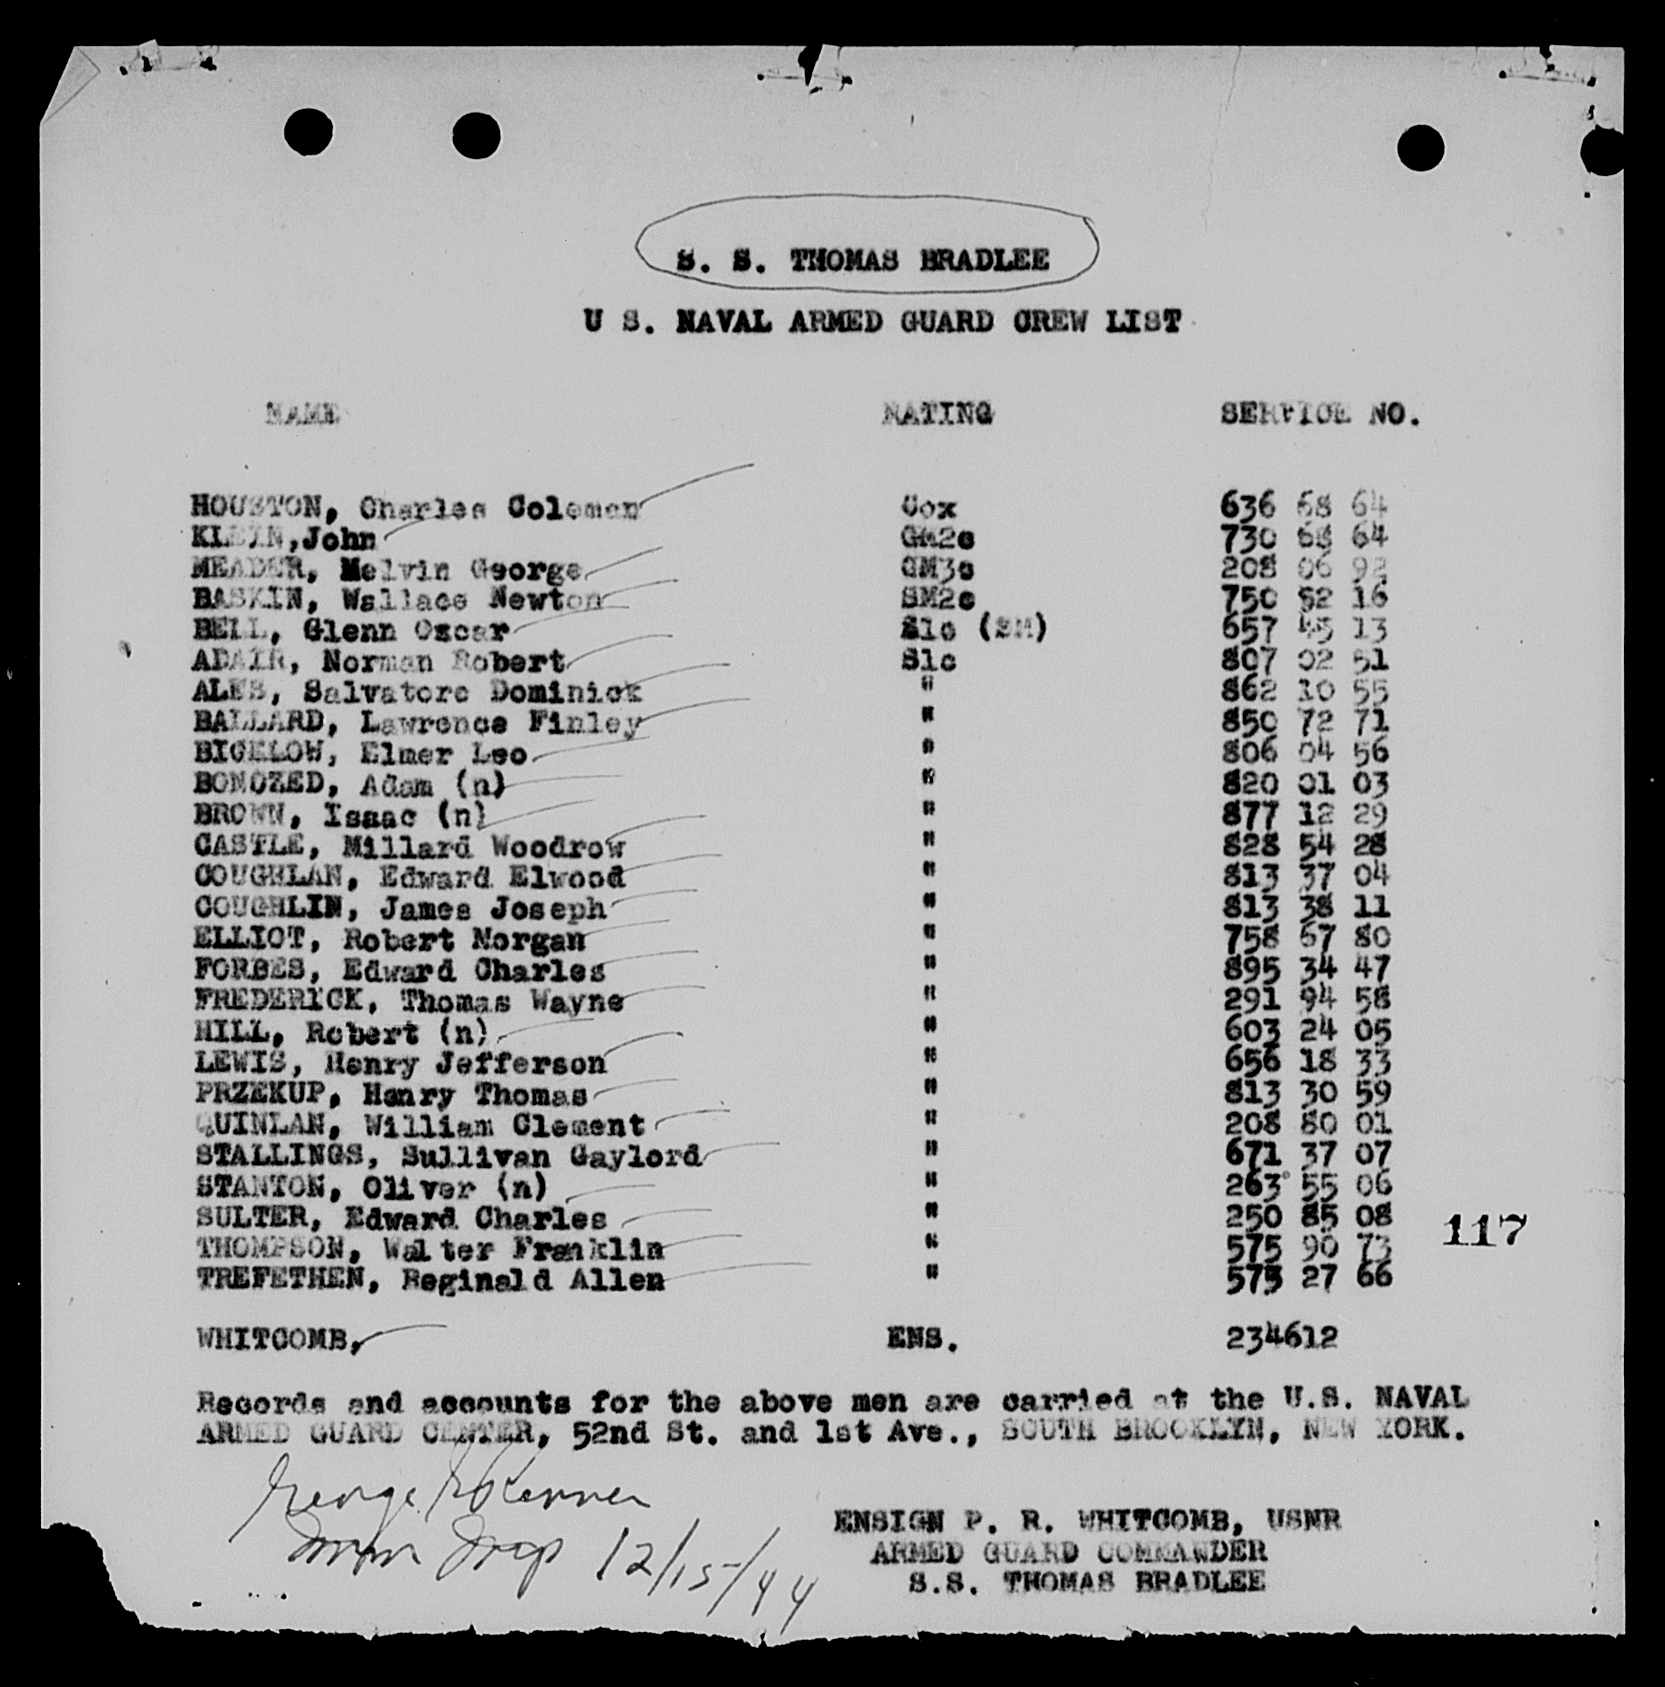 S. S. THOMAS BRADLEE
U S. NAVAL ARMED GUARD CREW LIST
NAME RATING SERVICE NO.
HOUSTON, Charles Coleman Cox 636 68 64
KLEIN,John GM2c 730 68 64
MEADER, Melvin George GM3c 208 06 92
BASKIN, Wallace Newton SM2c 750 52 16
BELL, Glenn Oscar S1c (SM) 657 45 13
ADAIR, Norman Robert S1c 807 02 51
ALES, Salvatore Dominick " 862 10 55
BALLARD, Lawrence Finley " 850 72 71
BIGELOW, Elmer Leo " 806 04 56
BONOZED, Adam (n) " 820 01 03
BROWN, Isaac (n) " 877 12 29
CASTLE, Millard Woodrow " 828 54 28
COUGHLAN, Edward Elwood " 813 37 04
COUGHLIN, James Joseph " 813 38 11
ELLIOT, Robert Morgan " 758 67 80
FORBES, Edward Charles " 895 34 47
FREDERICK, Thomas Wayne " 291 94 58
HILL, Robert (n) " 603 24 05
LEWIS, Henry Jefferson " 656 18 33
PRZEKUP, Henry Thomas " 813 30 59
QUINLAN, William Clement " 208 80 01
STALLINGS, Sullivan Gaylord " 671 37 07
STANTON, Oliver (n) " 263 55 06
SULTER, Edward Charles " 250 85 08
THOMPSON, Walter Franklin " 575 90 73
117
TREFETHEN, Reginald Allen " 575 27 66
WHITCOMB, ENS. 234612
Records and accounts for the above men are carried at the U.S. NAVAL
ARMED GUARD CENTER, 52nd St. and 1st Ave., SOUTH BROOKLYN, NEW YORK.
George
Imm Insp 12/15/44
ENSIGN P. R. WHITCOMB, USNR
ARMED GUARD COMMANDER
S.S. THOMAS BRADLEE